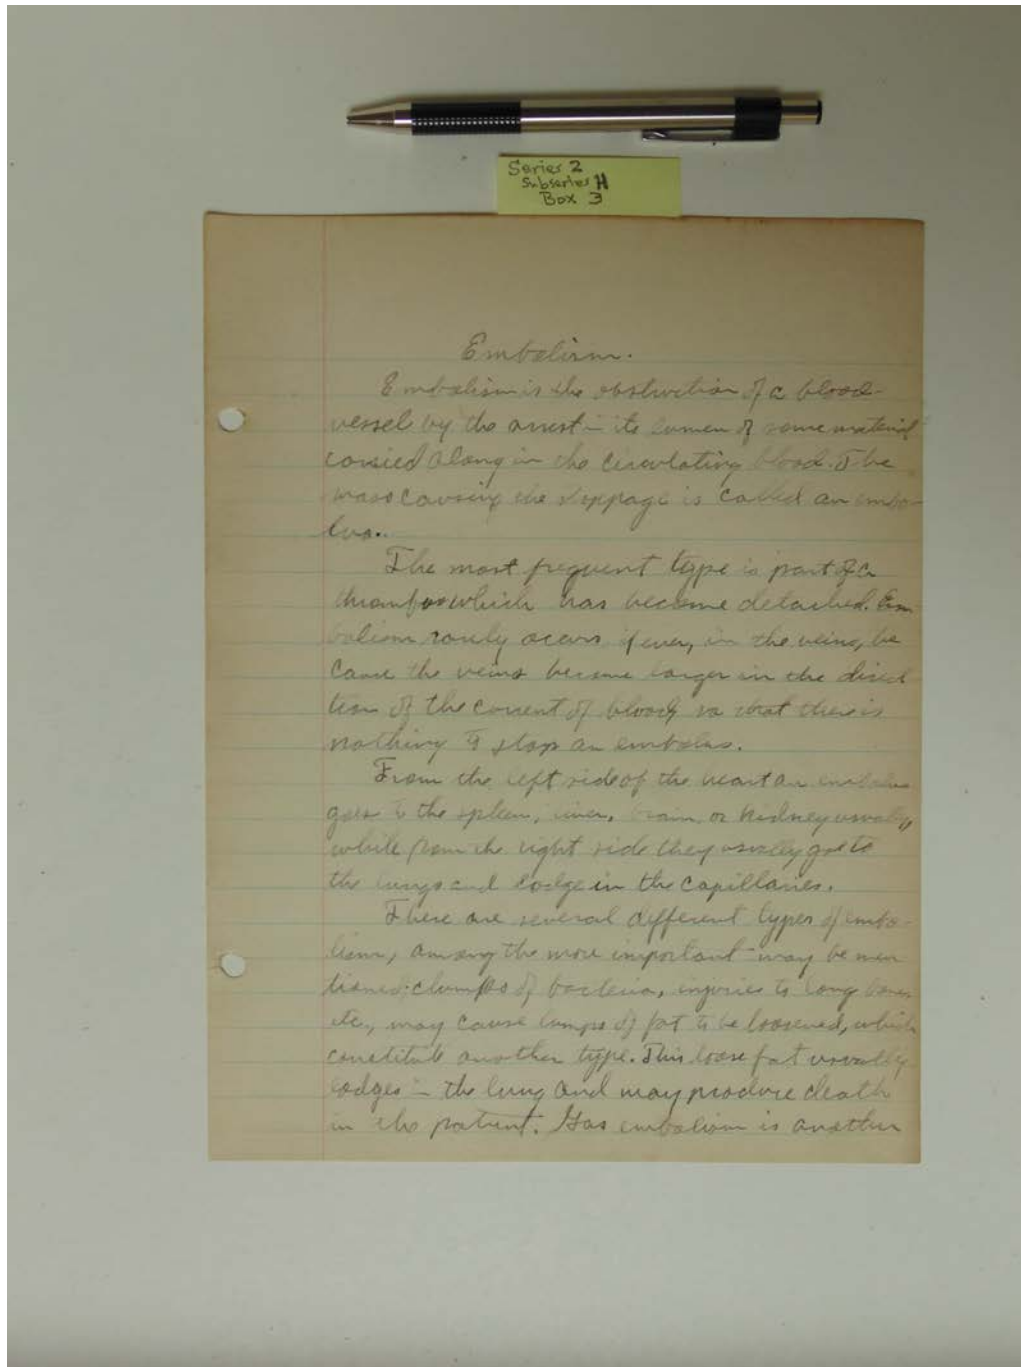 Series 2
Subseries H
Box 3
Embolism.
Embolism is the obstruction of a blood-
vessel by the arrest in its lumen of some material
carried along in the circulating blood. The
mass causing the stoppage is called an embo-
lus..
The most frequent type is part of a
thrombus which has become detached. Em
bolism rarely occurs if ever, in the veins, be
cause the veins become larger in the direct
tion of the current of blood, so that there is
nothing to stop an embolus.
From the left side of the heart an embolus
goes to the spleen, liver, brain, or kidney usually,
while from the right side they usually go to
the lungs and lodge in the capillaries.
There are several different types of embo-
lism, among the more important may be men
tioned: clumps of bacteria, injuries to long bones
etc., may cause lumps of fat to be loosened, which
constitute another type. This loose fat usually
lodges in the lung and may produce death
in the patient. Gas embolism is another